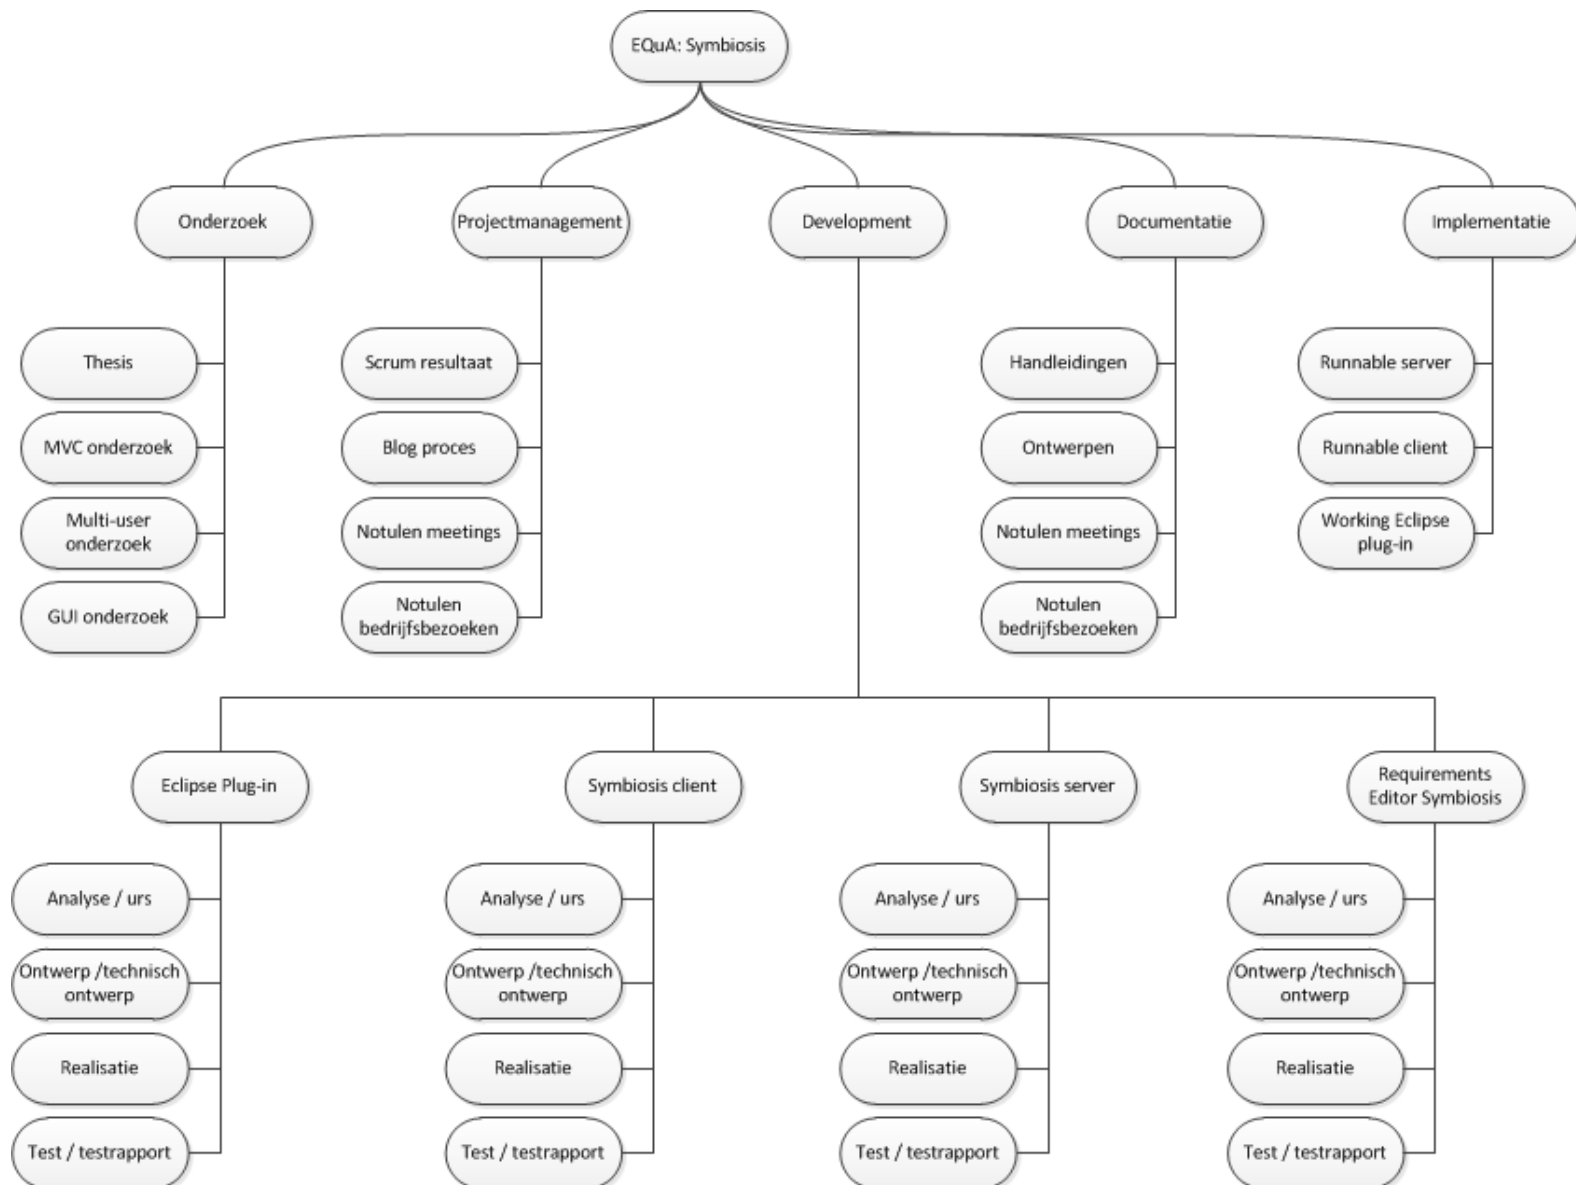 EQuA: Symbiosis
Onderzoek
Projectmanagement
Development
Documentatie
Implementatie
Thesis
Scrum resultaat
Handleidingen
Runnable server
MVC onderzoek
Blog proces
Ontwerpen
Runnable client
Multi-user
onderzoek
Notulen meetings
Notulen meetings
Working Eclipse
plug-in
GUI onderzoek
Notulen
bedrijfsbezoeken
Notulen
bedrijfsbezoeken
Eclipse Plug-in
Symbiosis client
Symbiosis server
Requirements
Editor Symbiosis
Analyse / urs
Analyse / urs
Analyse / urs
Analyse / urs
Ontwerp /technisch
ontwerp
Ontwerp /technisch
ontwerp
Ontwerp /technisch
ontwerp
Ontwerp /technisch
ontwerp
Realisatie
Realisatie
Realisatie
Realisatie
Test / testrapport
Test / testrapport
Test / testrapport
Test / testrapport